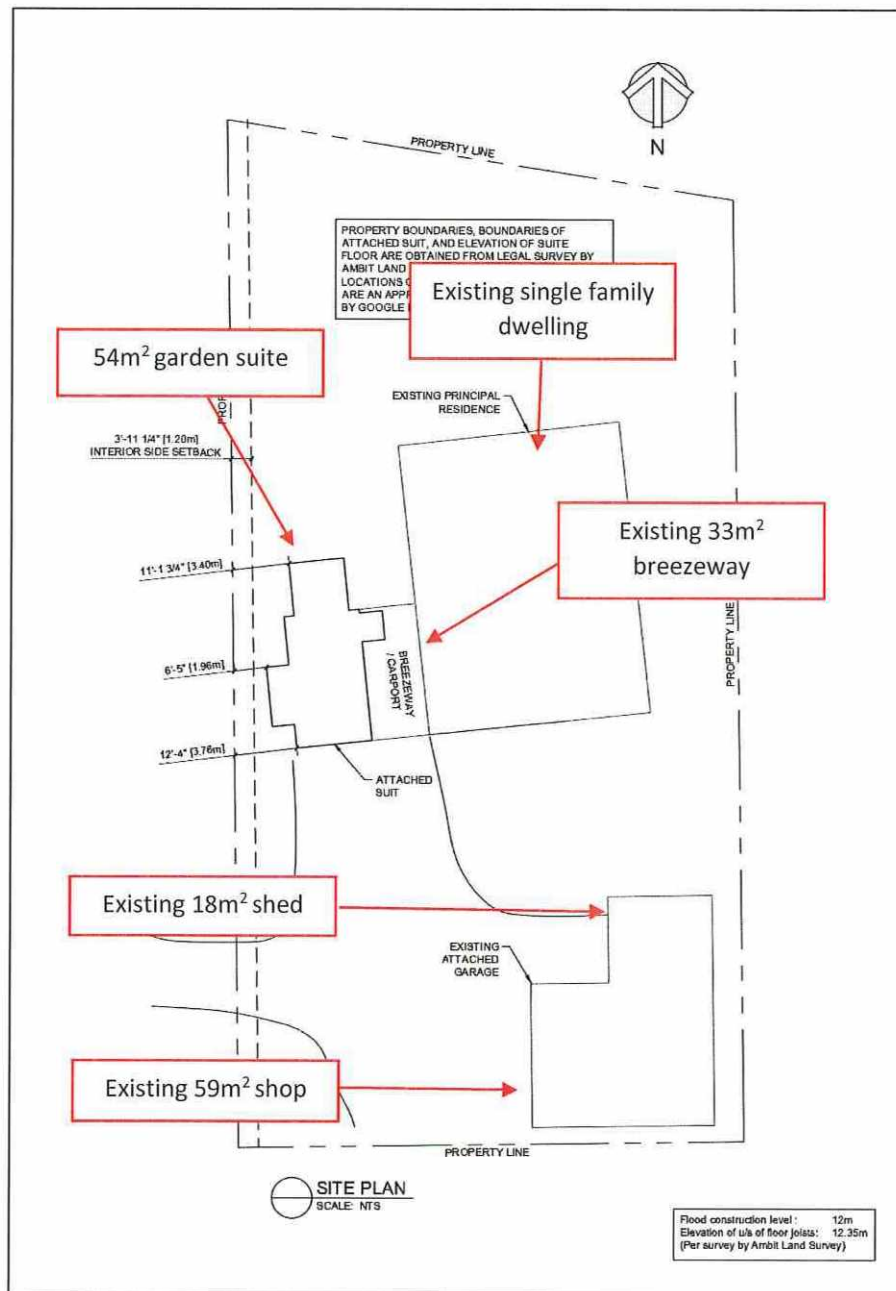 N
PROPERTY LINE
PROPERTY BOUNDARIES, BOUNDARIES OF
ATTACHED SUIT, AND ELEVATION OF SUITE
FLOOR ARE OBTAINED FROM LEGAL SURVEY BY
AMBIT LAND
LOCATIONS
ARE AN
BY GOOGLE
Existing single family
dwelling
54m² garden suite
EXISTING PRINCIPAL
RESIDENCE
3'-11 1/4" [1.20m]
INTERIOR SIDE SETBACK
Existing 33m²
breezeway
11'-1 3/4" [3.40m]
PROPERTY LINE
BREEZEWAY
/ CARPORT
6'-5" [1.96m]
12'-4" [3.76m]
ATTACHED
SUIT
Existing 18m² shed
EXISTING
ATTACHED
GARAGE
Existing 59m² shop
PROPERTY LINE
SITE PLAN
SCALE: NTS
Flood construction level : 12m
Elevation of u/s of floor joists: 12.35m
(Per survey by Ambit Land Survey)